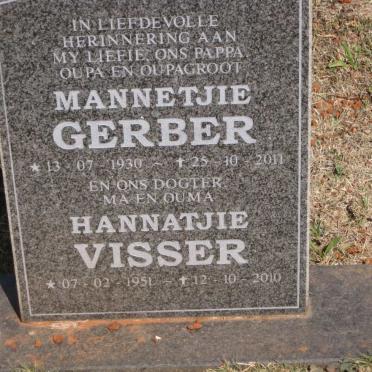 IN LIEFDEVOLLE
HERINNERING AAN
MY LIEFIE, ONS PAPPA,
OUPA EN OUPAGROOT
MANNETJIE
GERBER
★ 13 - 07 - 1930 ~ ✝ 25 - 10 - 2011
EN ONS DOGTER,
MA EN OUMA
HANNATJIE
VISSER
★ 07 - 02 - 1951 ~ ✝ 12 - 10 - 2010